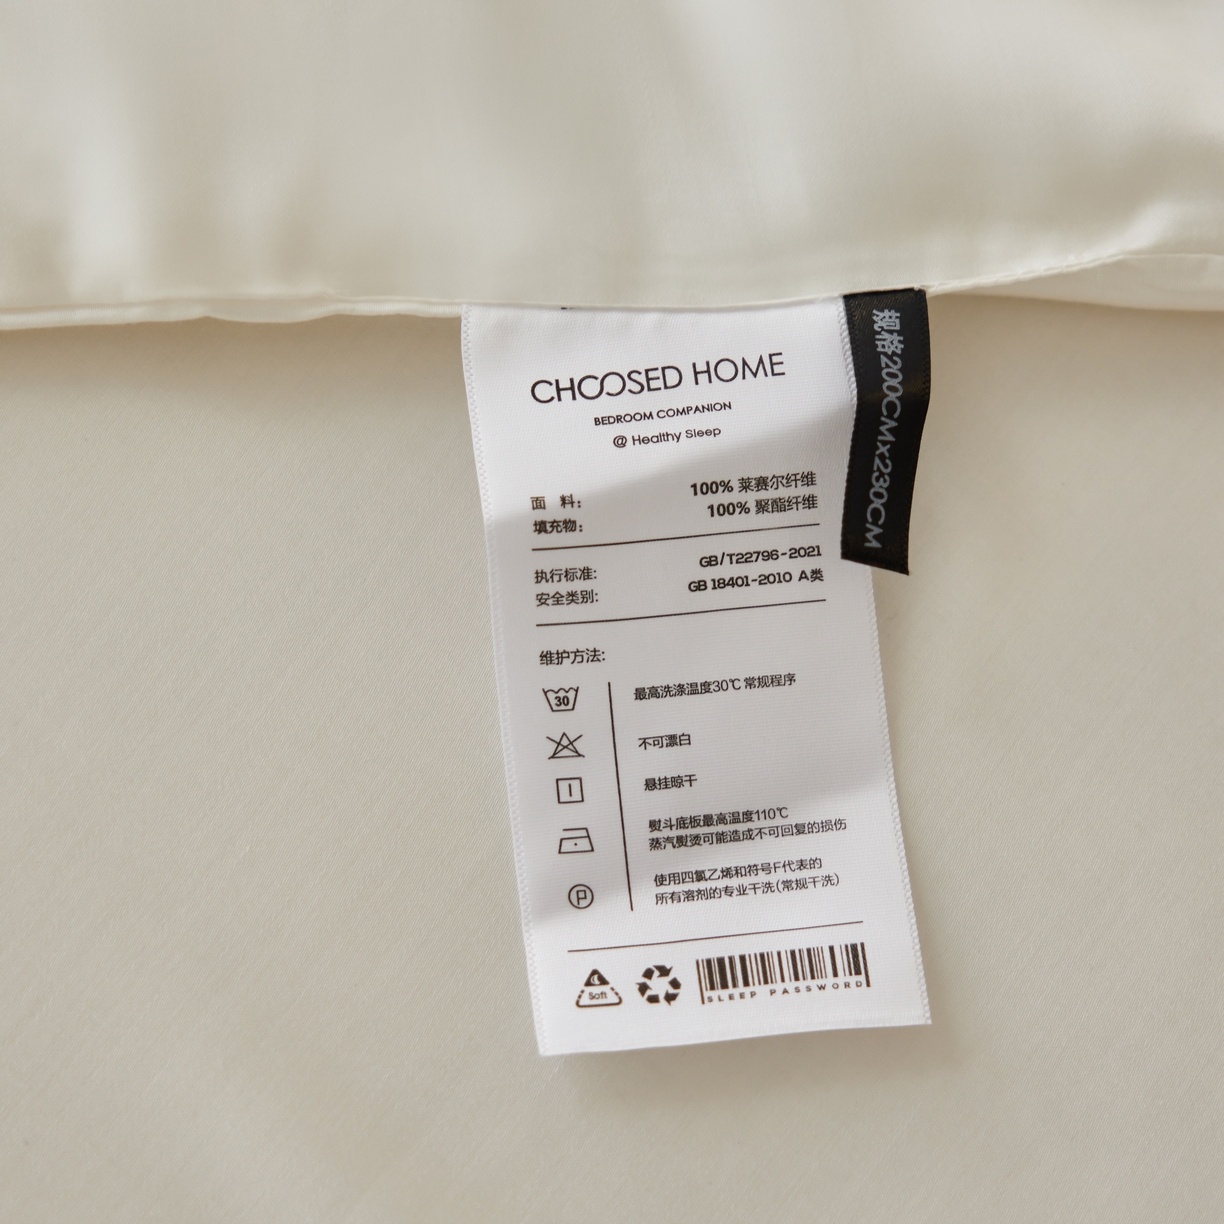 CHOOSED HOME
BEDROOM COMPANION
@ Healthy Sleep
面 料: 100% 莱赛尔纤维
填充物: 100% 聚酯纤维
执行标准: GB/T22796-2021
安全类别: GB 18401-2010 A类
维护方法:
30 最高洗涤温度30℃ 常规程序
不可漂白
悬挂晾干
熨斗底板最高温度110℃
蒸汽熨烫可能造成不可回复的损伤
P 使用四氯乙烯和符号F代表的
所有溶剂的专业干洗(常规干洗)
Soft
SLEEP PASSWORD
规格200CMx230CM